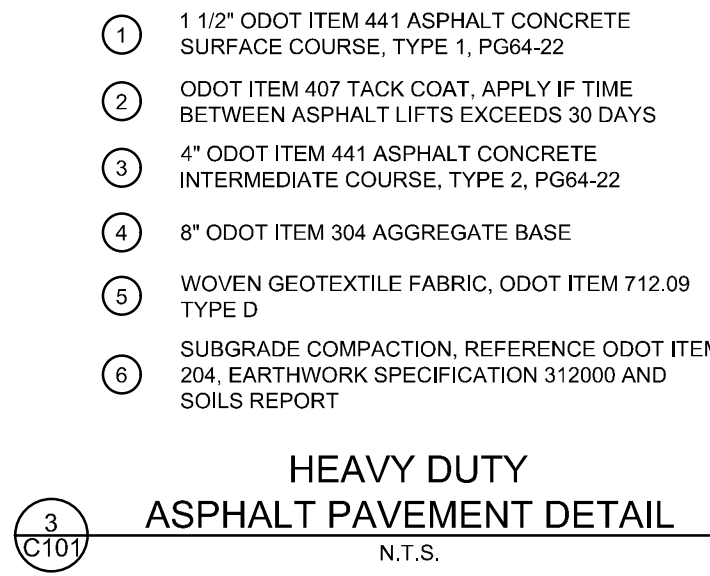 1 1 1/2" ODOT ITEM 441 ASPHALT CONCRETE
SURFACE COURSE, TYPE 1, PG64-22
2 ODOT ITEM 407 TACK COAT, APPLY IF TIME
BETWEEN ASPHALT LIFTS EXCEEDS 30 DAYS
3 4" ODOT ITEM 441 ASPHALT CONCRETE
INTERMEDIATE COURSE, TYPE 2, PG64-22
4 8" ODOT ITEM 304 AGGREGATE BASE
5 WOVEN GEOTEXTILE FABRIC, ODOT ITEM 712.09
TYPE D
6 SUBGRADE COMPACTION, REFERENCE ODOT ITEM
204, EARTHWORK SPECIFICATION 312000 AND
SOILS REPORT
HEAVY DUTY
ASPHALT PAVEMENT DETAIL
3
C101
N.T.S.